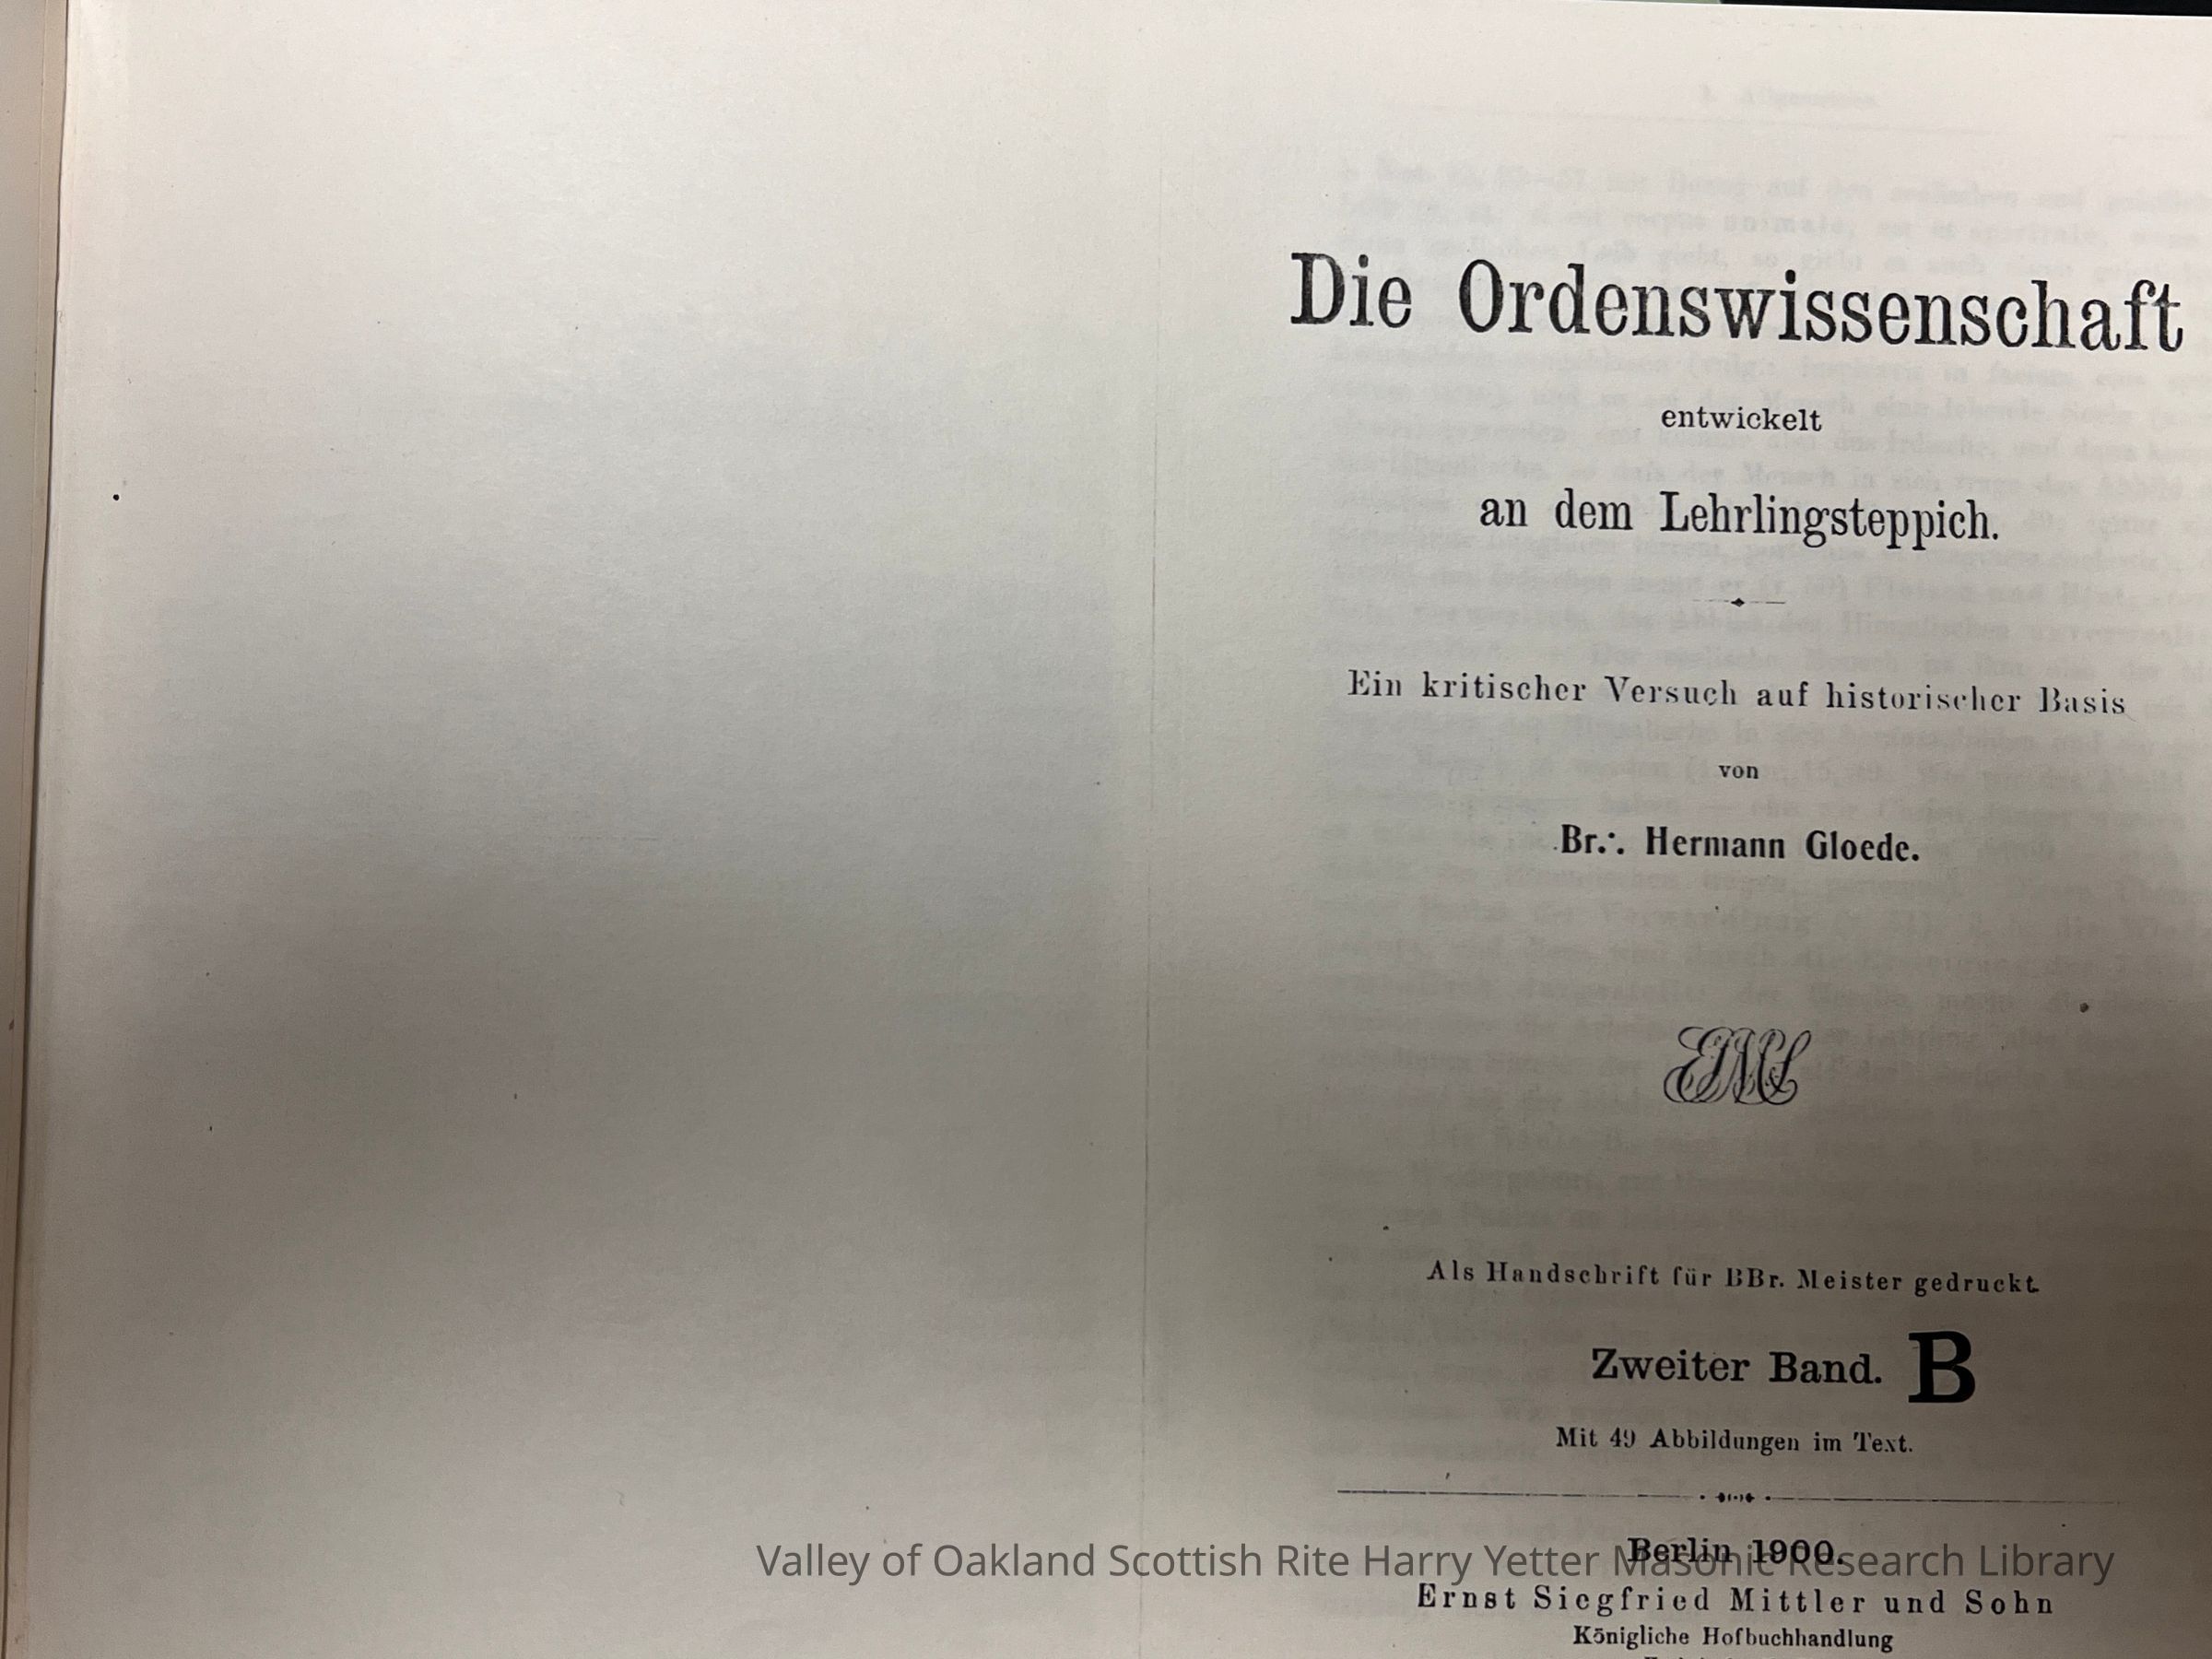 Die Ordenswissenschaft
entwickelt
an dem Lehrlingsteppich.
Ein kritischer Versuch auf historischer Basis
von
Br.∴ Hermann Gloede.
Als Handschrift für BBr. Meister gedruckt.
Zweiter Band. B
Mit 49 Abbildungen im Text.
Berlin 1900.
Valley of Oakland Scottish Rite Harry Yetter Masonic Research Library
Ernst Siegfried Mittler und Sohn
Königliche Hofbuchhandlung